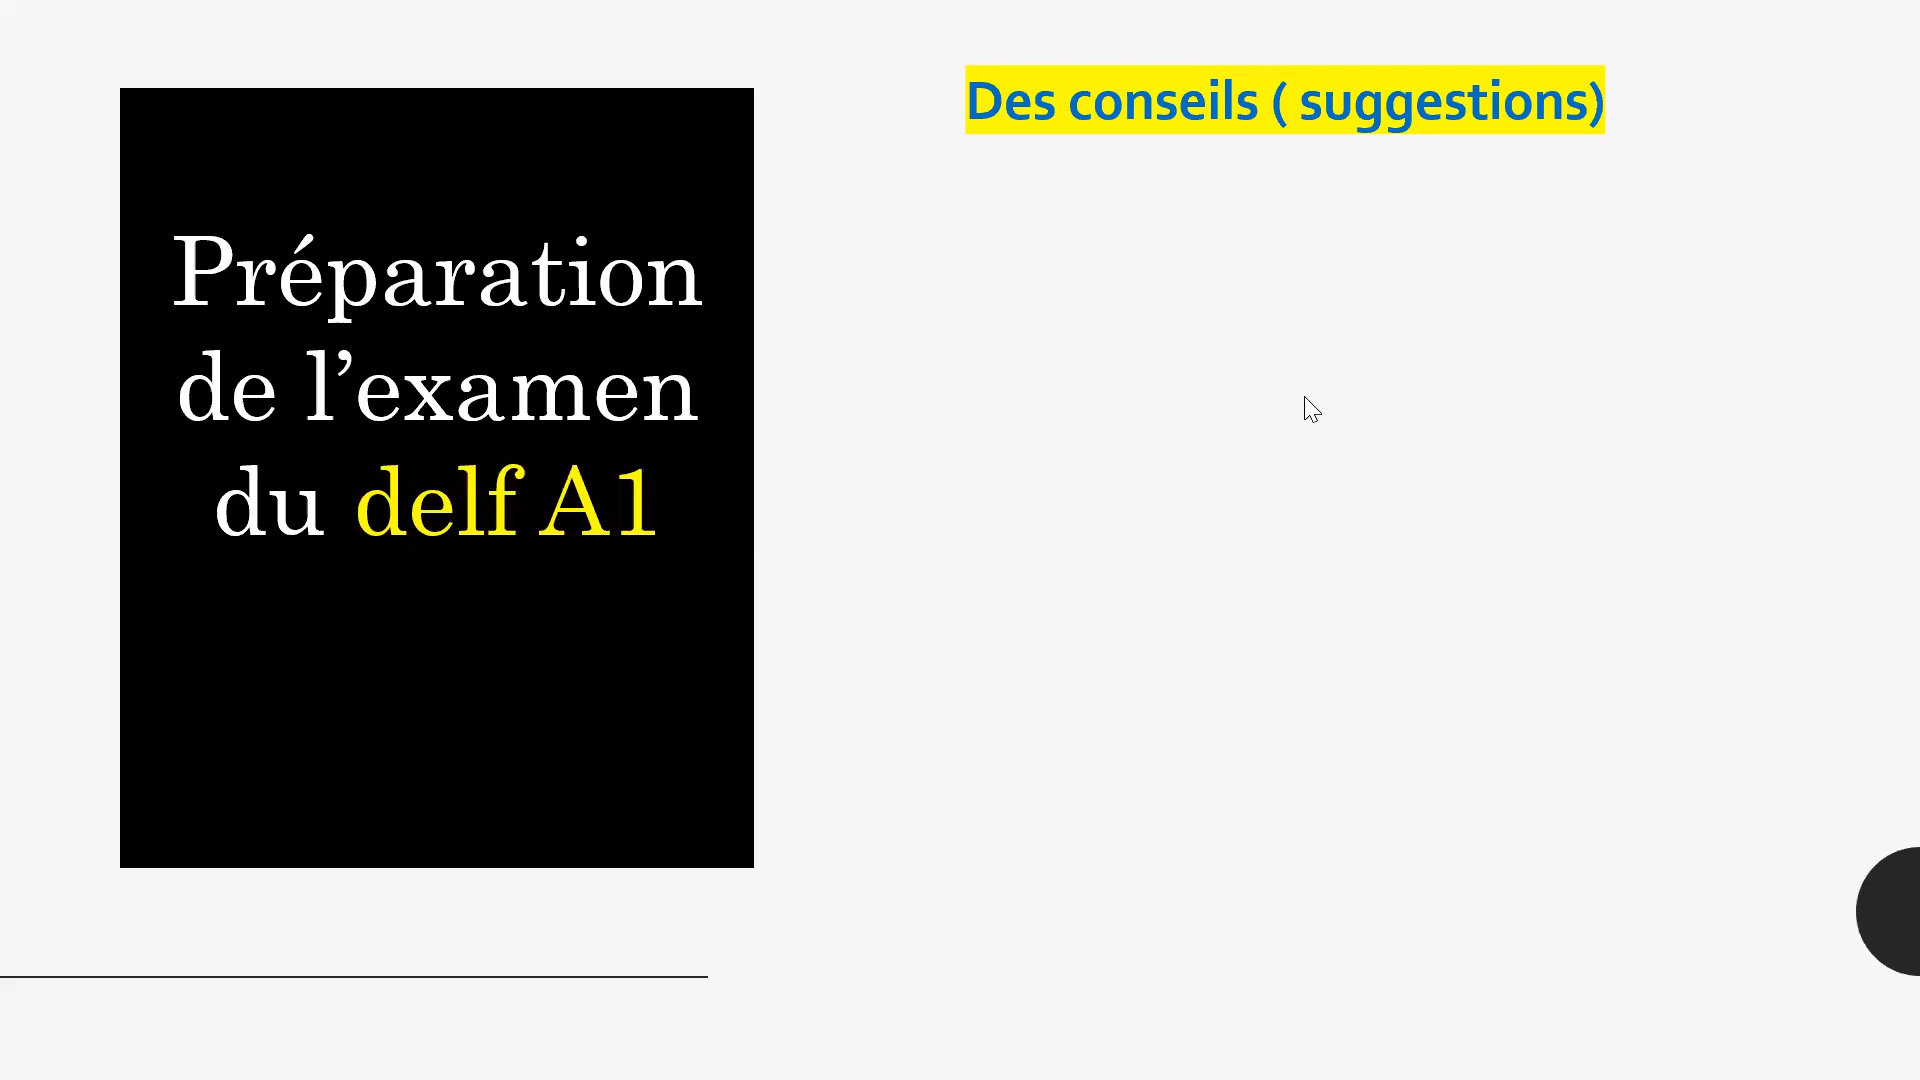 Préparation
de l’examen
du delf A1
Des conseils ( suggestions)